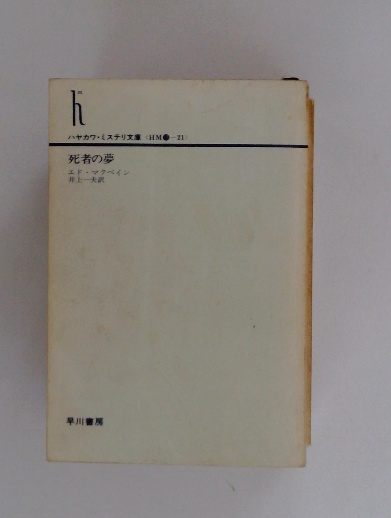 h
ハヤカワ・ミステリ文庫〈HM⓭—21〉
死者の夢
エド・マクベイン
井上一夫訳
早川書房